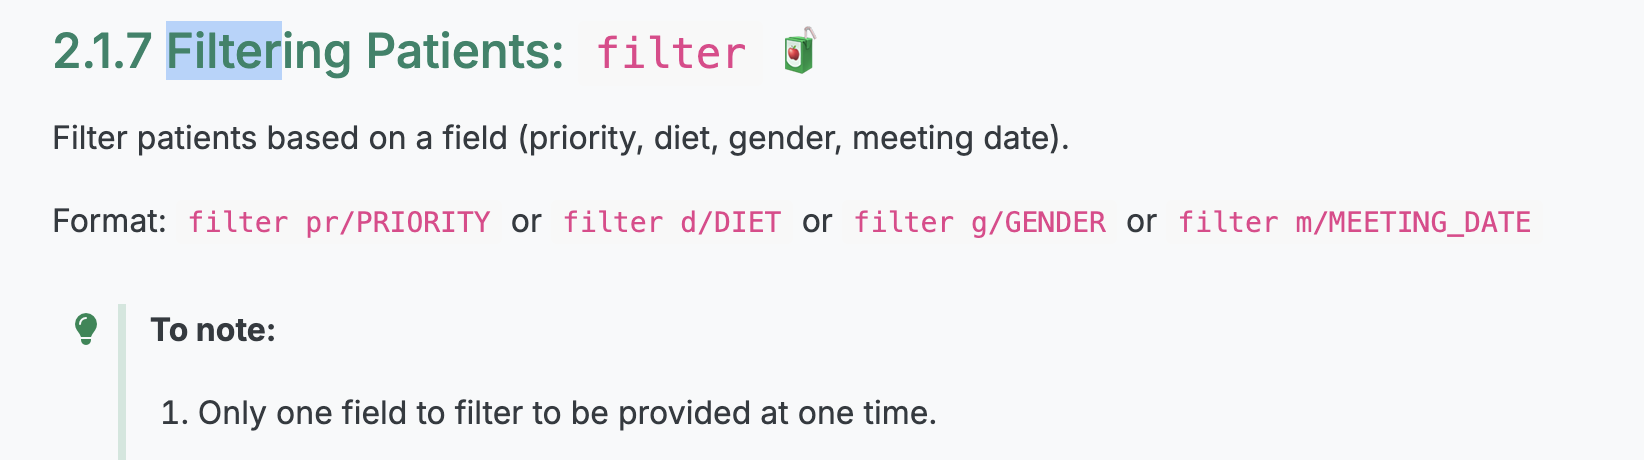 2.1.7 Filtering Patients: filter
Filter patients based on a field (priority, diet, gender, meeting date).
Format: filter pr/PRIORITY or filter d/DIET or filter g/GENDER or filter m/MEETING_DATE
To note:
1. Only one field to filter to be provided at one time.